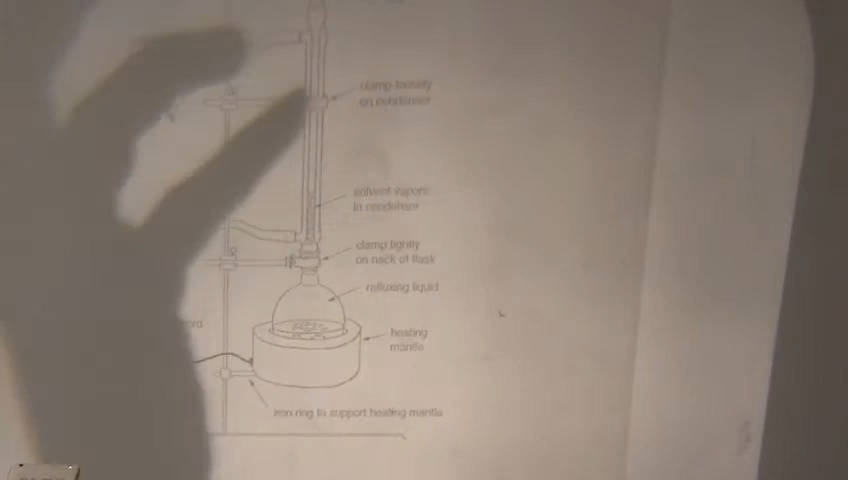 clamp loosely
on condenser
solvent vapors
in condenser
clamp tightly
on neck of flask
refluxing liquid
heating
mantle
iron ring to support heating mantle